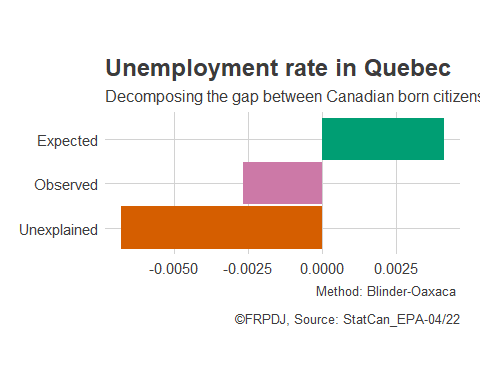 Unemployment rate in Quebec
Decomposing the gap between Canadian born citizens
Expected
Observed
Unexplained
-0.0050 -0.0025 0.0000 0.0025
Method: Blinder-Oaxaca
©FRPDJ, Source: StatCan_EPA-04/22